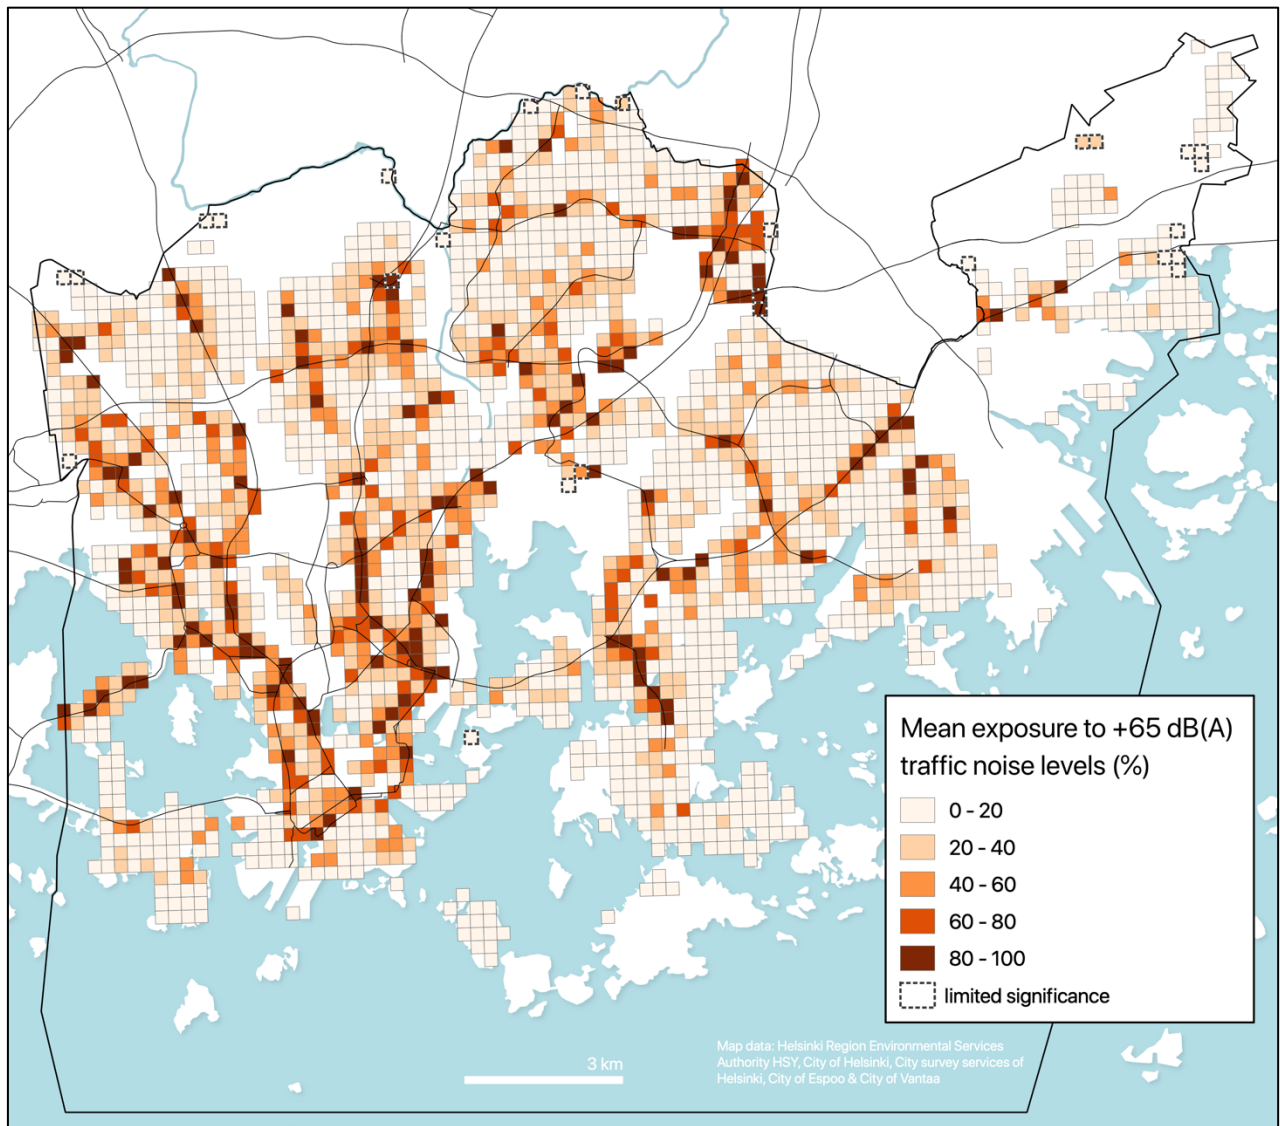 Mean exposure to +65 dB(A)
traffic noise levels (%)
0 - 20
20 - 40
40 - 60
60 - 80
80 - 100
limited significance
3 km
Map data: Helsinki Region Environmental Services
Authority HSY, City of Helsinki, City survey services of
Helsinki, City of Espoo & City of Vantaa